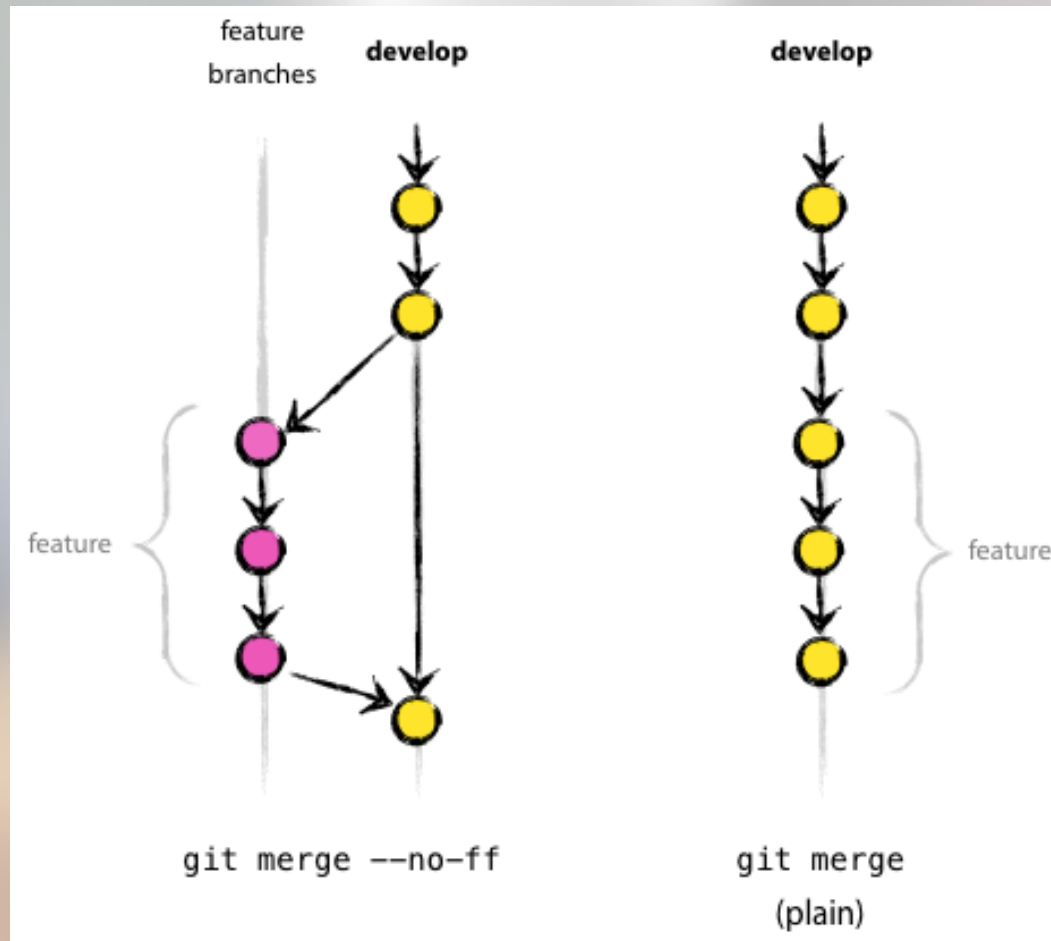 feature
branches
develop
develop
feature
feature
git merge --no-ff
git merge
(plain)